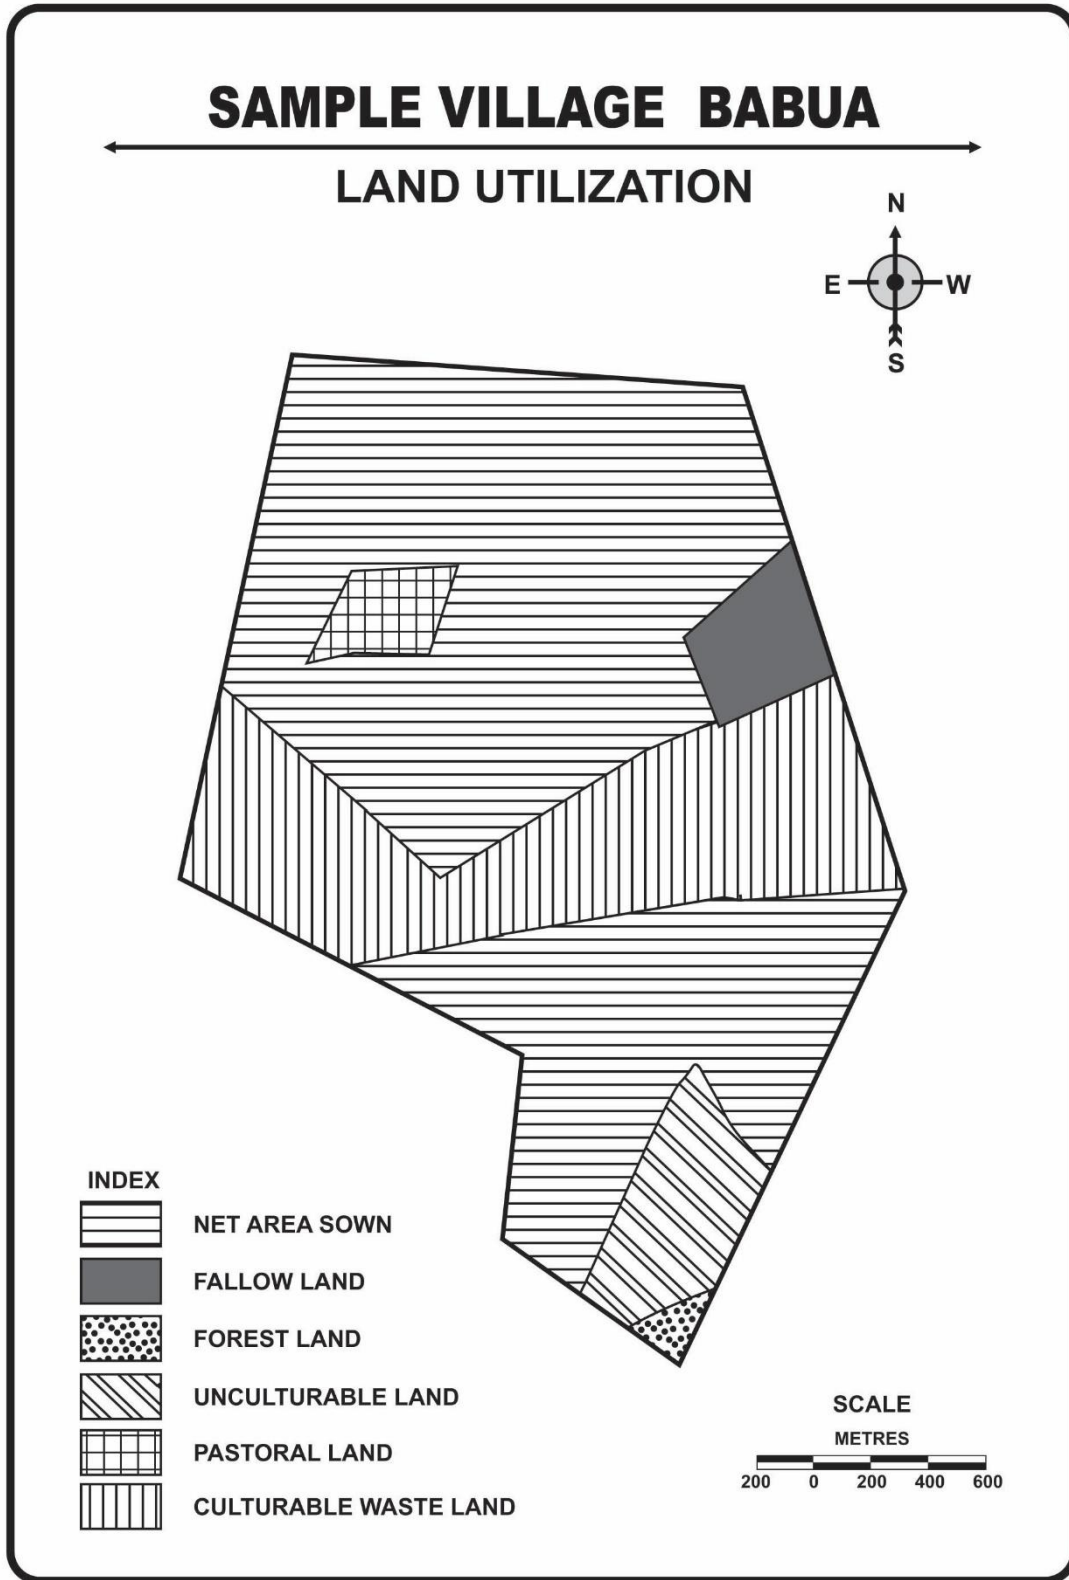 SAMPLE VILLAGE BABUA
LAND UTILIZATION
N
E W
S
INDEX
NET AREA SOWN
FALLOW LAND
FOREST LAND
UNCULTURABLE LAND
PASTORAL LAND
CULTURABLE WASTE LAND
SCALE
METRES
200 0 200 400 600